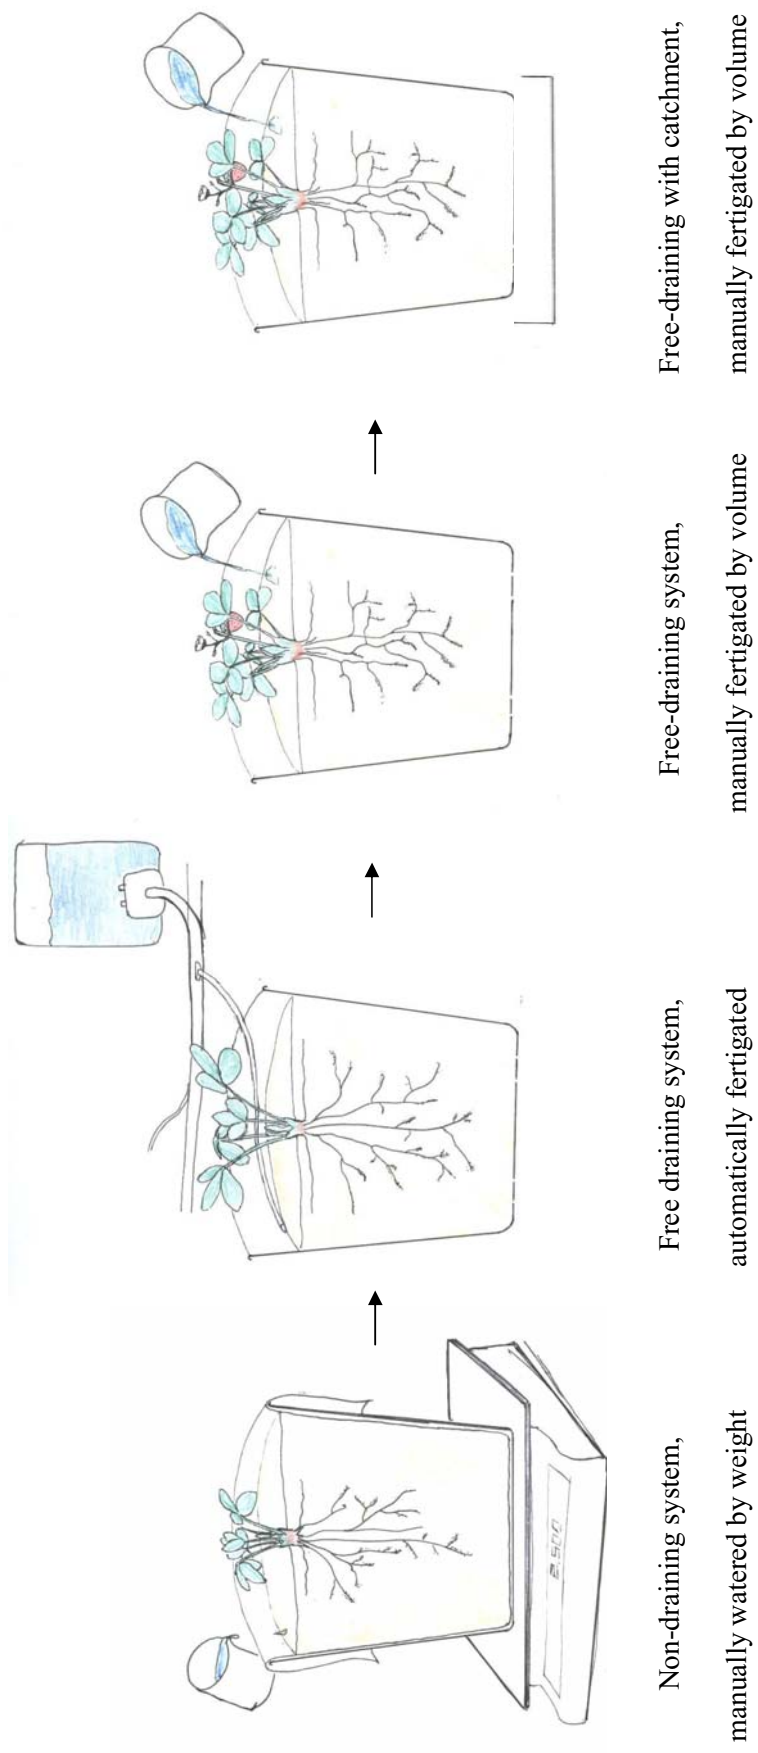 Non-draining system,
manually watered by weight
Free draining system,
automatically fertigated
Free-draining system,
manually fertigated by volume
Free-draining with catchment,
manually fertigated by volume